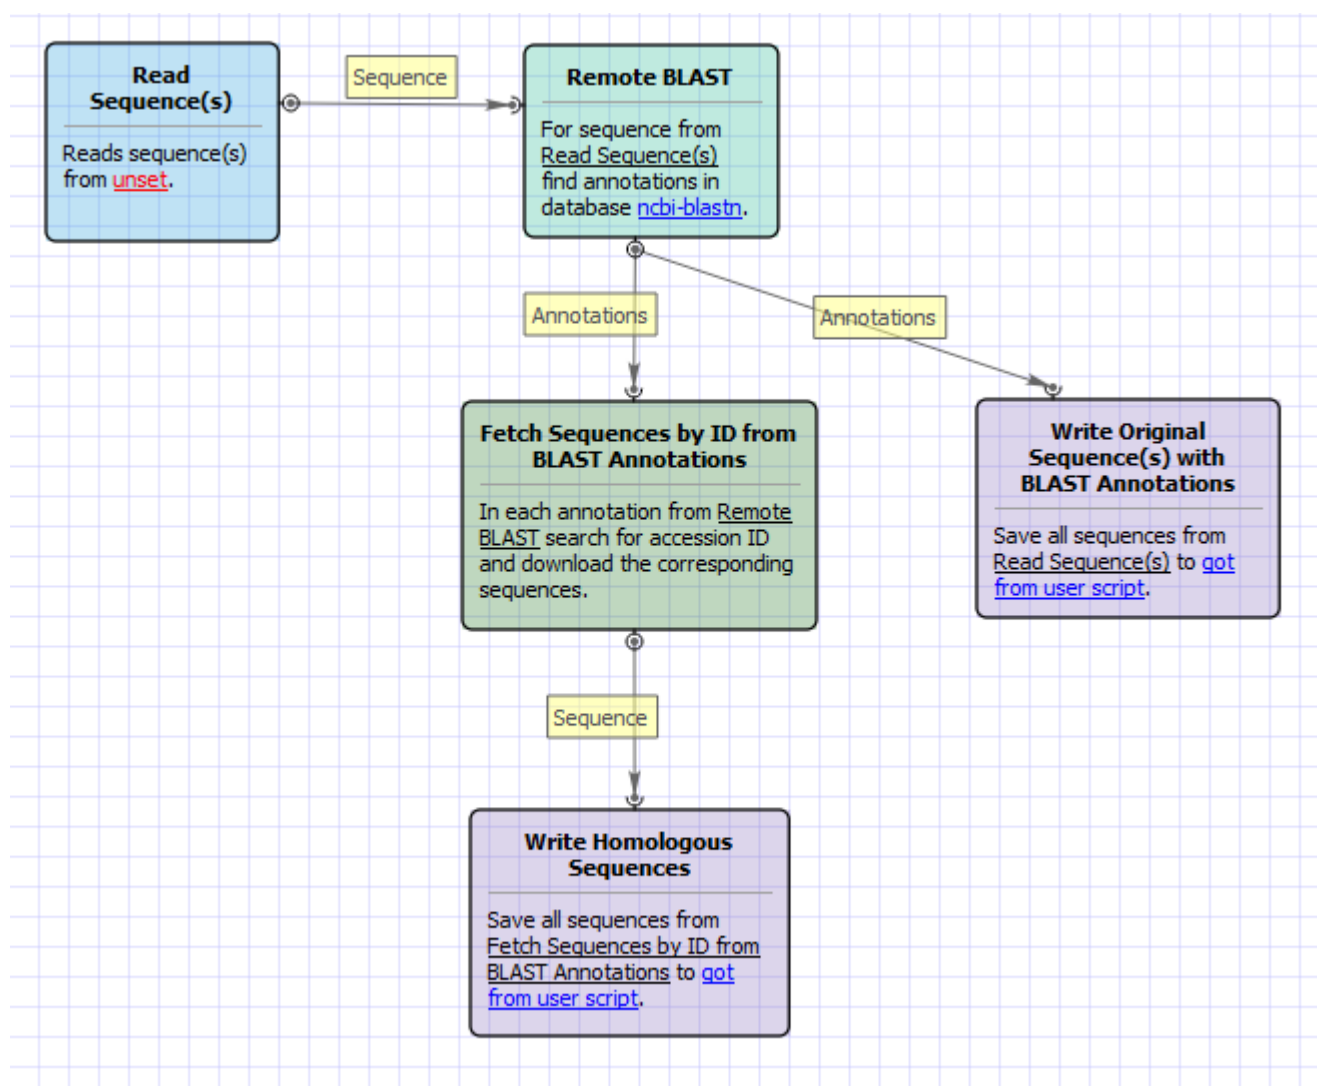 Read
Sequence(s)
Reads sequence(s)
from unset.
Sequence
Remote BLAST
For sequence from
Read Sequence(s)
find annotations in
database ncbi-blastn.
Annotations
Annotations
Fetch Sequences by ID from
BLAST Annotations
In each annotation from Remote
BLAST search for accession ID
and download the corresponding
sequences.
Write Original
Sequence(s) with
BLAST Annotations
Save all sequences from
Read Sequence(s) to got
from user script.
Sequence
Write Homologous
Sequences
Save all sequences from
Fetch Sequences by ID from
BLAST Annotations to got
from user script.